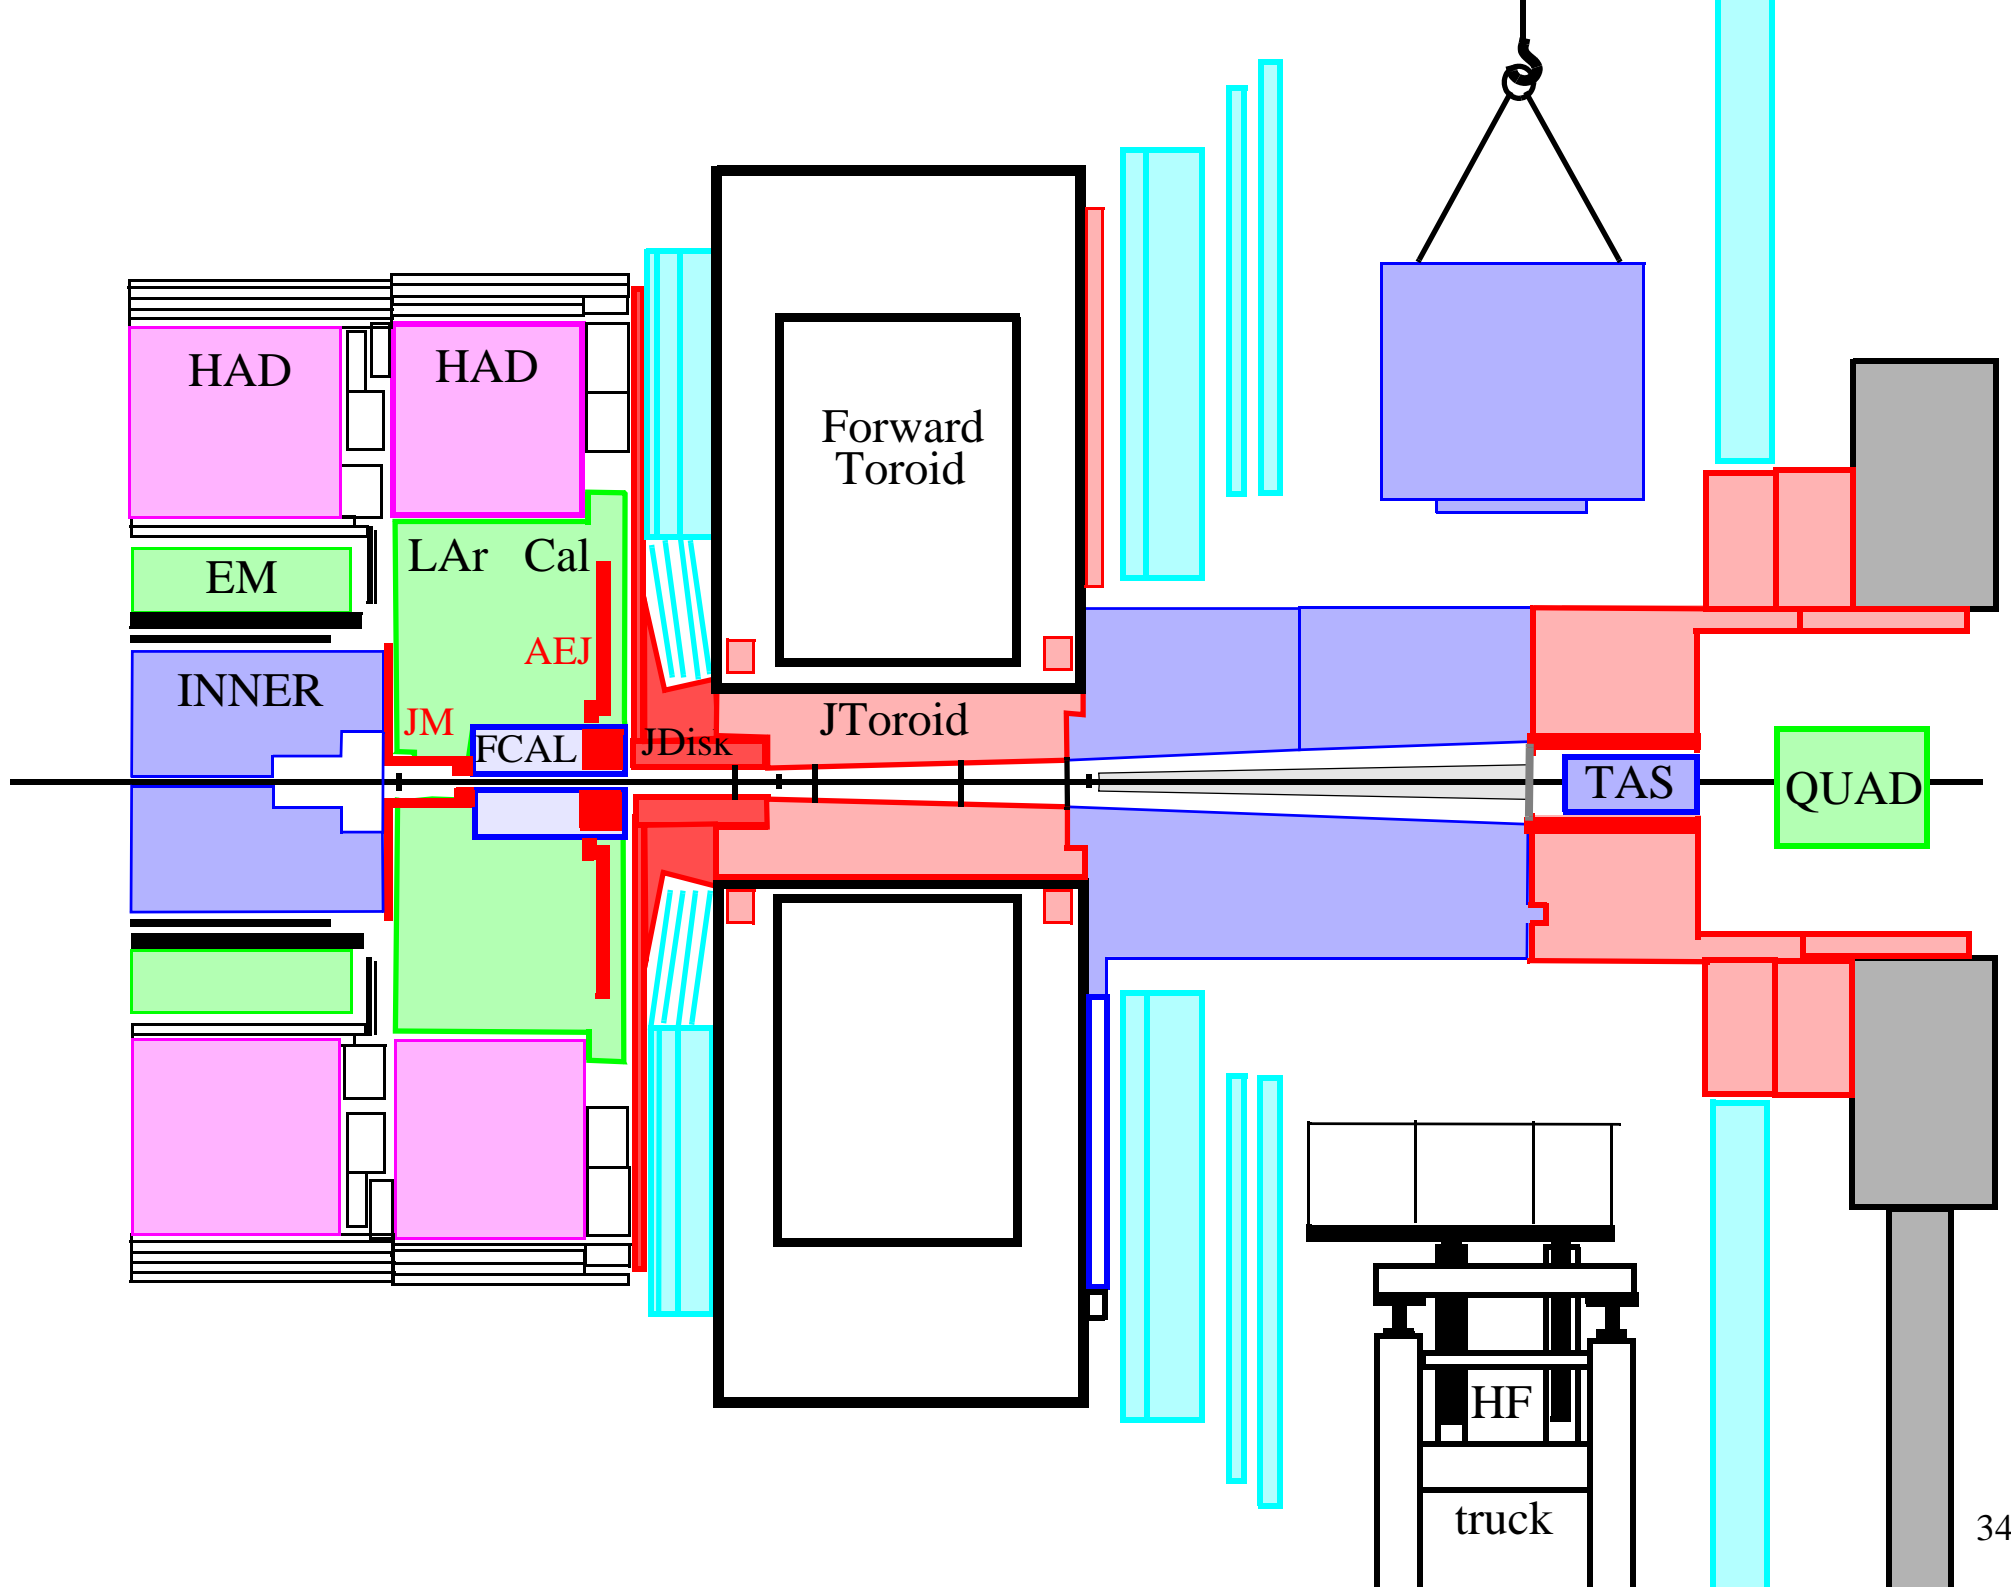 HAD
HAD
Forward
Toroid
LAr Cal
EM
AEJ
INNER
JM
FCAL
JDisk
JToroid
TAS
QUAD
HF
truck
34